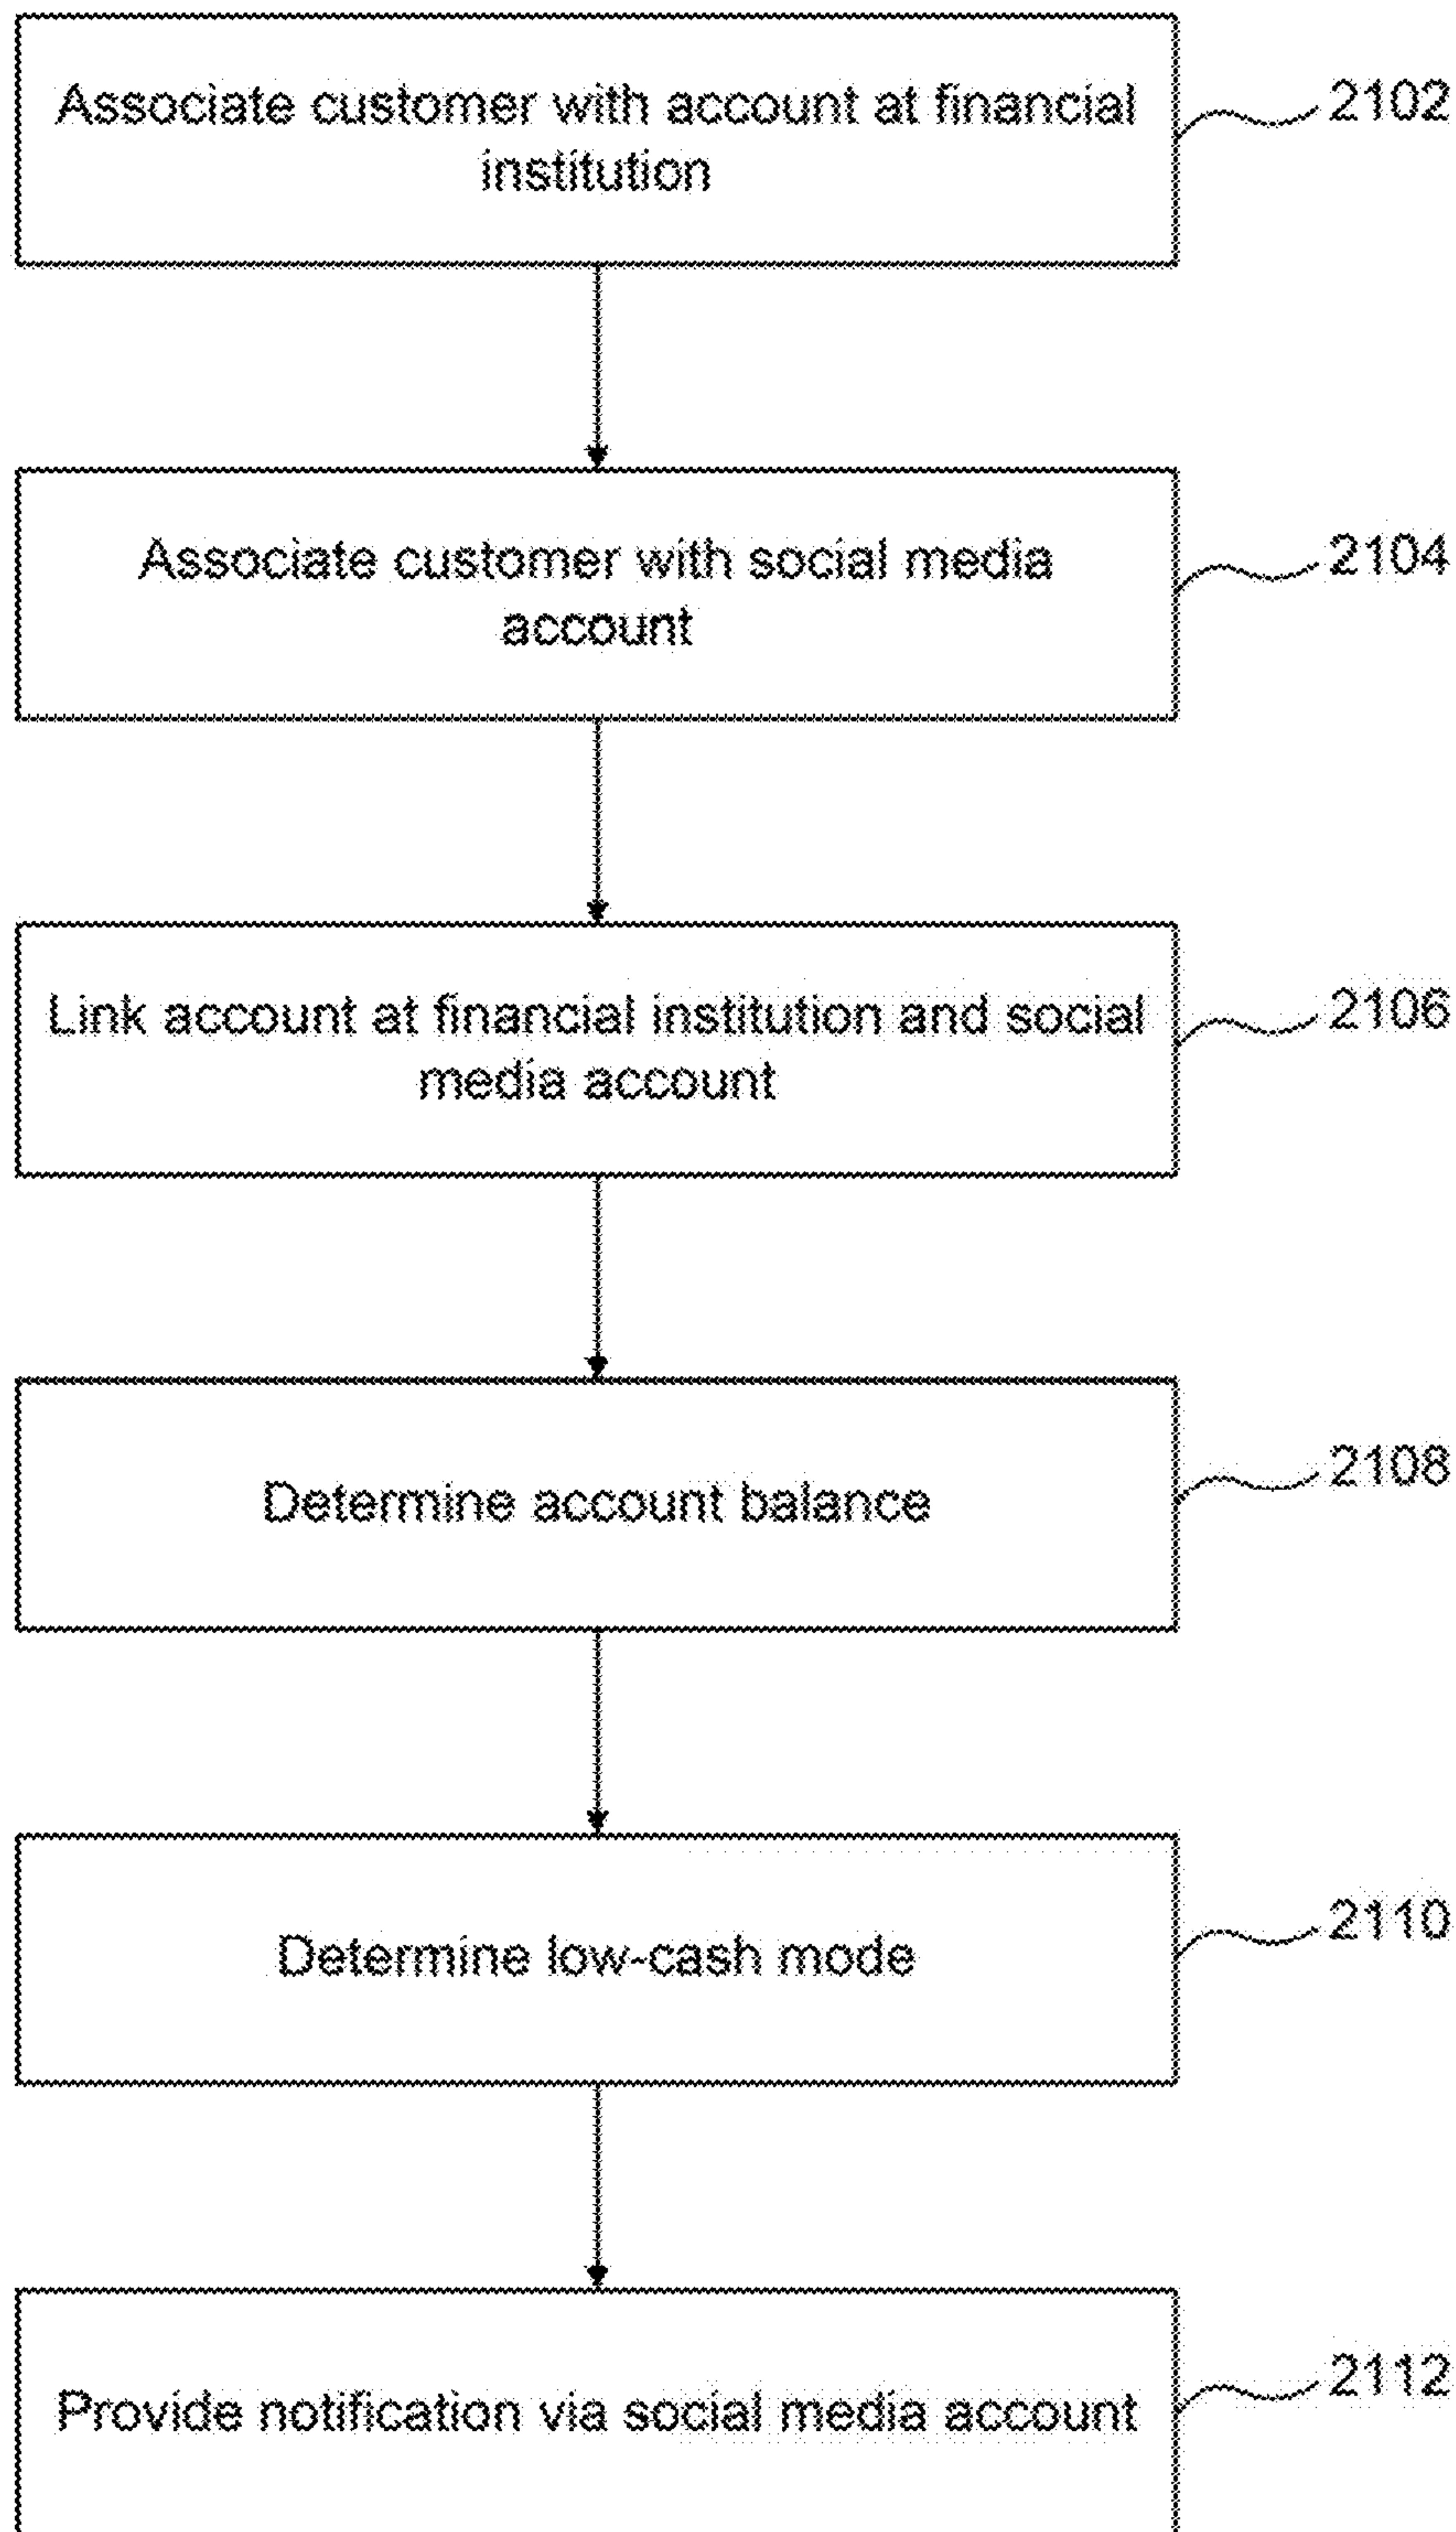 Associate customer with account at financial
institution
2102
Associate customer with social media
account
2104
Link account at financial institution and social
media account
2106
Determine account balance
2108
Determine low-cash mode
2110
Provide notification via social media account
2112